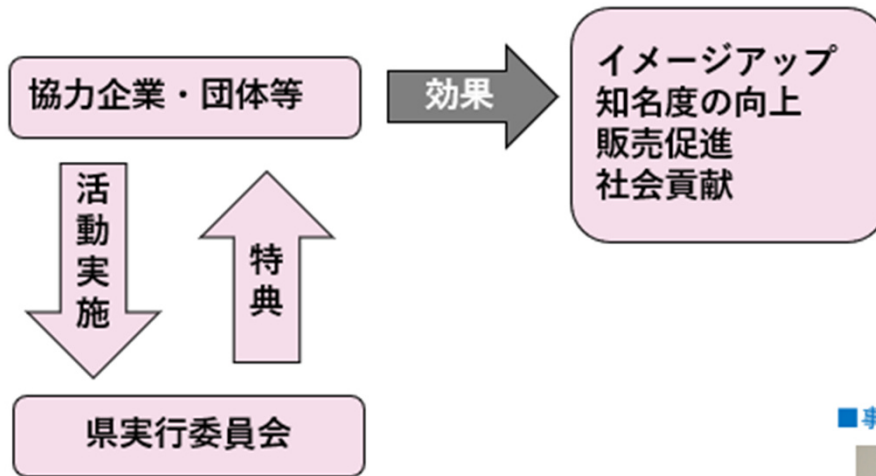 協力企業・団体等
効果
イメージアップ
知名度の向上
販売促進
社会貢献
活動実施
特典
県実行委員会
■